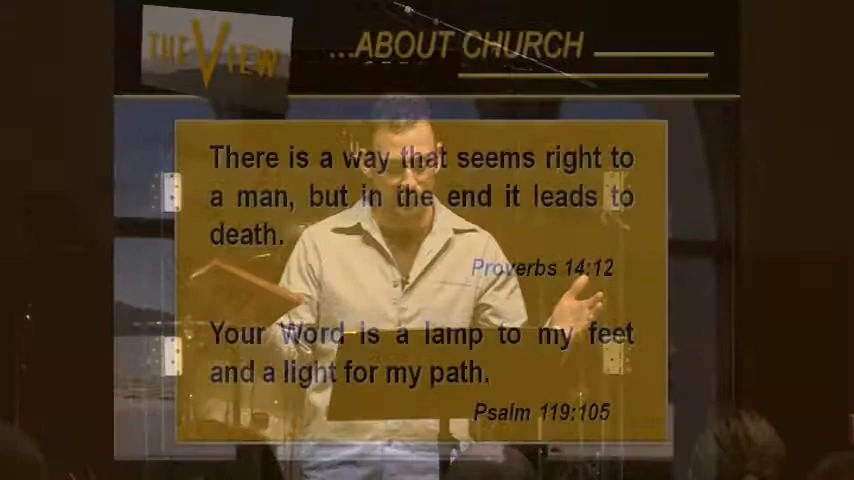 THE VIEW
...ABOUT CHURCH
There is a way that seems right to
a man, but in the end it leads to
death.
Proverbs 14:12
Your Word is a lamp to my feet
and a light for my path.
Psalm 119:105